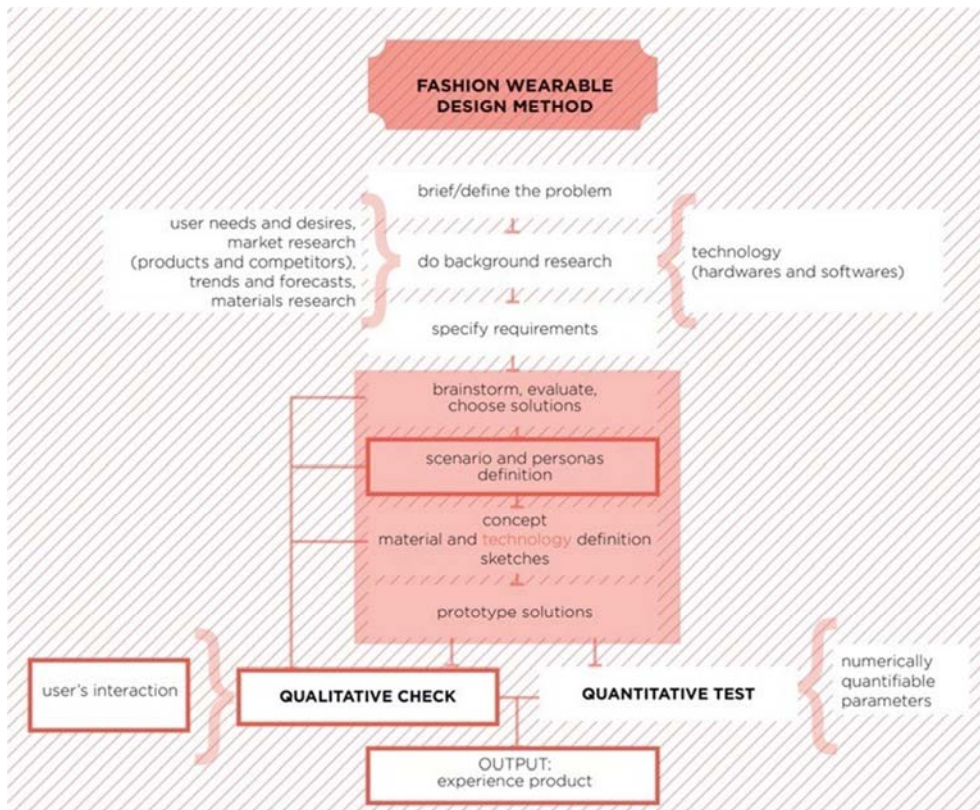 FASHION WEARABLE
DESIGN METHOD
brief/define the problem
user needs and desires,
market research
(products and competitors),
trends and forecasts,
materials research
do background research
technology
(hardwares and softwares)
specify requirements
brainstorm, evaluate,
choose solutions
scenario and personas
definition
concept
material and technology definition
sketches
prototype solutions
user's interaction
QUALITATIVE CHECK
QUANTITATIVE TEST
numerically
quantifiable
parameters
OUTPUT:
experience product